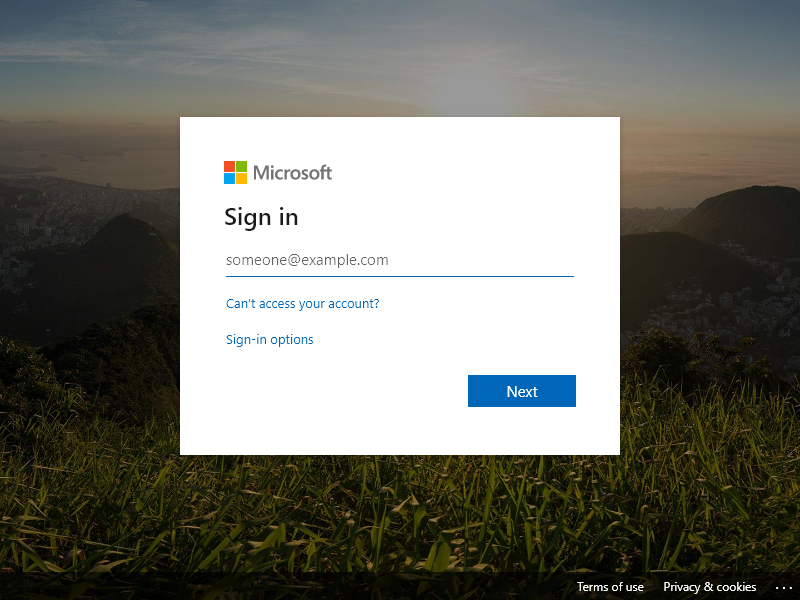 Microsoft
Sign in
someone@example.com
Can't access your account?
Sign-in options
Next
Terms of use
Privacy & cookies
...